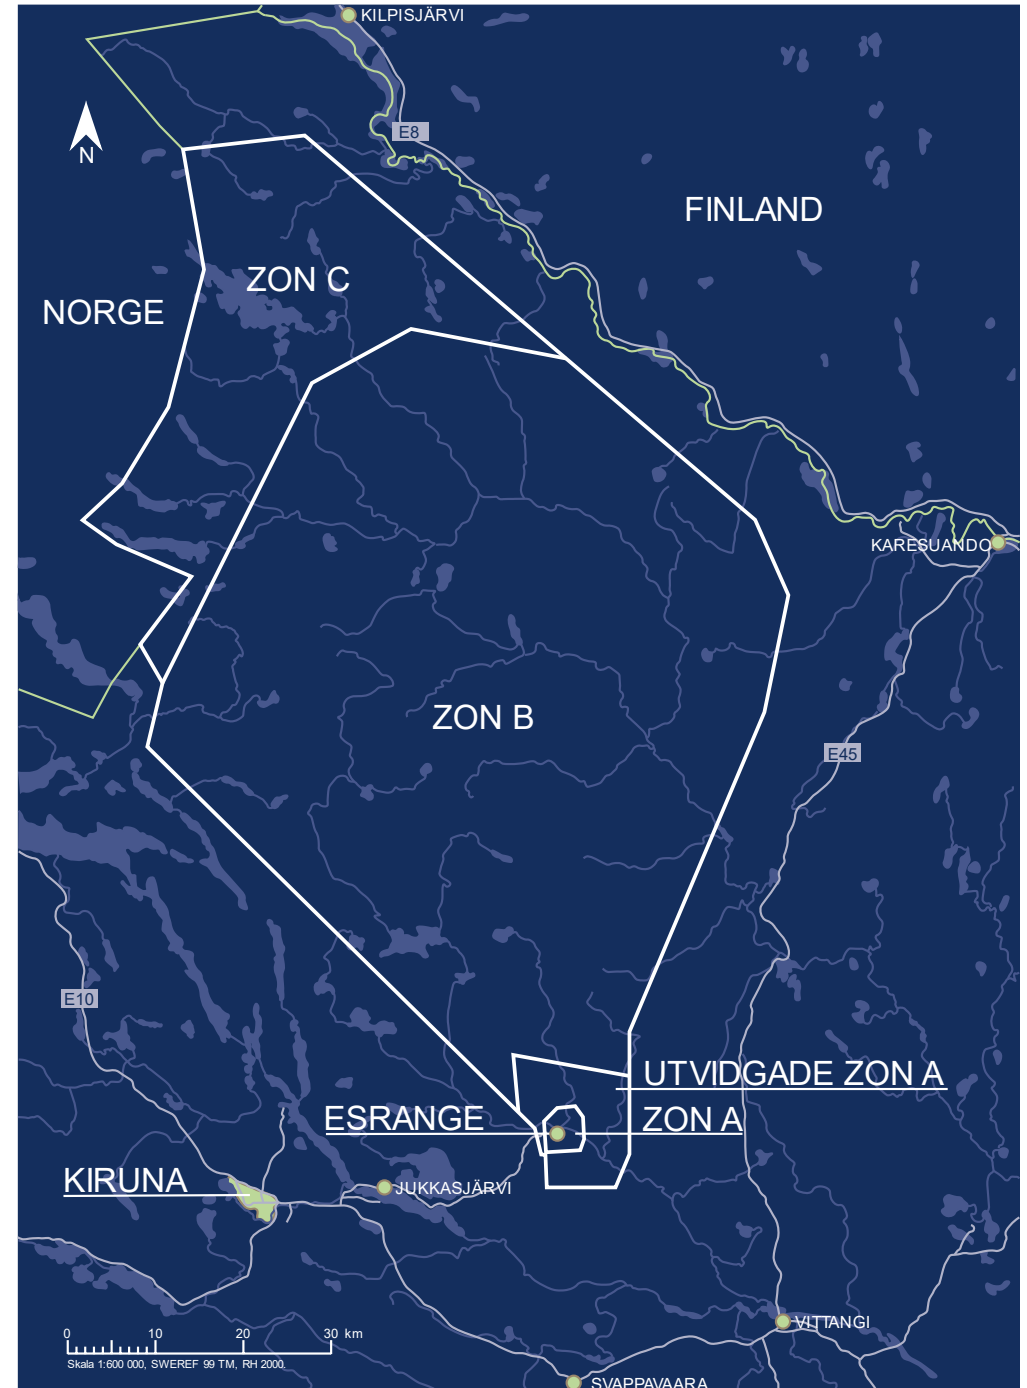 KILPISJÄRVI
E8
N
FINLAND
ZON C
NORGE
KARESUANDO
ZON B
E45
E10
UTVIDGADE ZON A
ESRANGE
ZON A
KIRUNA
JUKKASJÄRVI
VITTANGI
0 10 20 30 km
Skala 1:600 000, SWEREF 99 TM, RH 2000.
SVAPPAVAARA